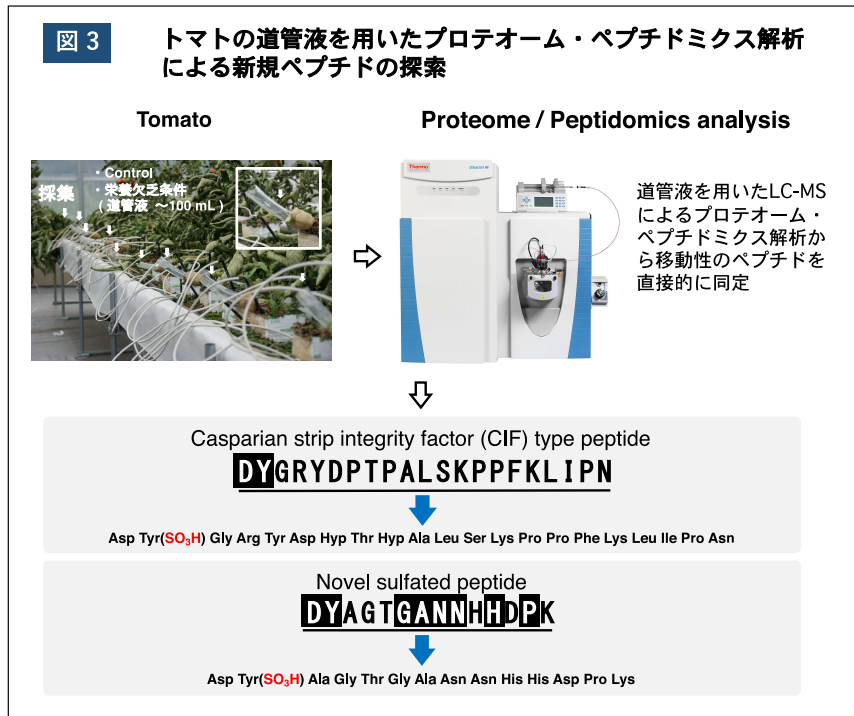 図 3
トマトの道管液を用いたプロテオーム・ペプチドミクス解析
による新規ペプチドの探索
Tomato
Proteome / Peptidomics analysis
採集
・Control
・栄養欠乏条件
( 道管液 ～100 mL )
Thermo
道管液を用いたLC-MS
によるプロテオーム・
ペプチドミクス解析か
ら移動性のペプチドを
直接的に同定
Casparian strip integrity factor (CIF) type peptide
DYGRYDPTPALSKPPFKLIPN
Asp Tyr(SO3H) Gly Arg Tyr Asp Hyp Thr Hyp Ala Leu Ser Lys Pro Pro Phe Lys Leu Ile Pro Asn
Novel sulfated peptide
DYAGTGANNHHDPK
Asp Tyr(SO3H) Ala Gly Thr Gly Ala Asn Asn His His Asp Pro Lys